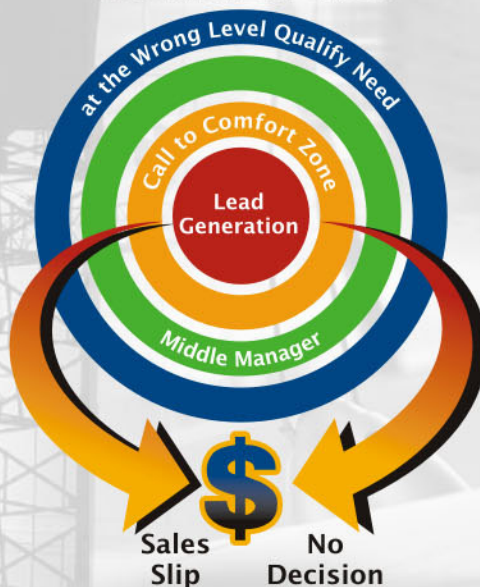 at the Wrong Level Qualify Need
Call to Comfort Zone
Lead
Generation
Middle Manager
$
Sales
Slip
No
Decision